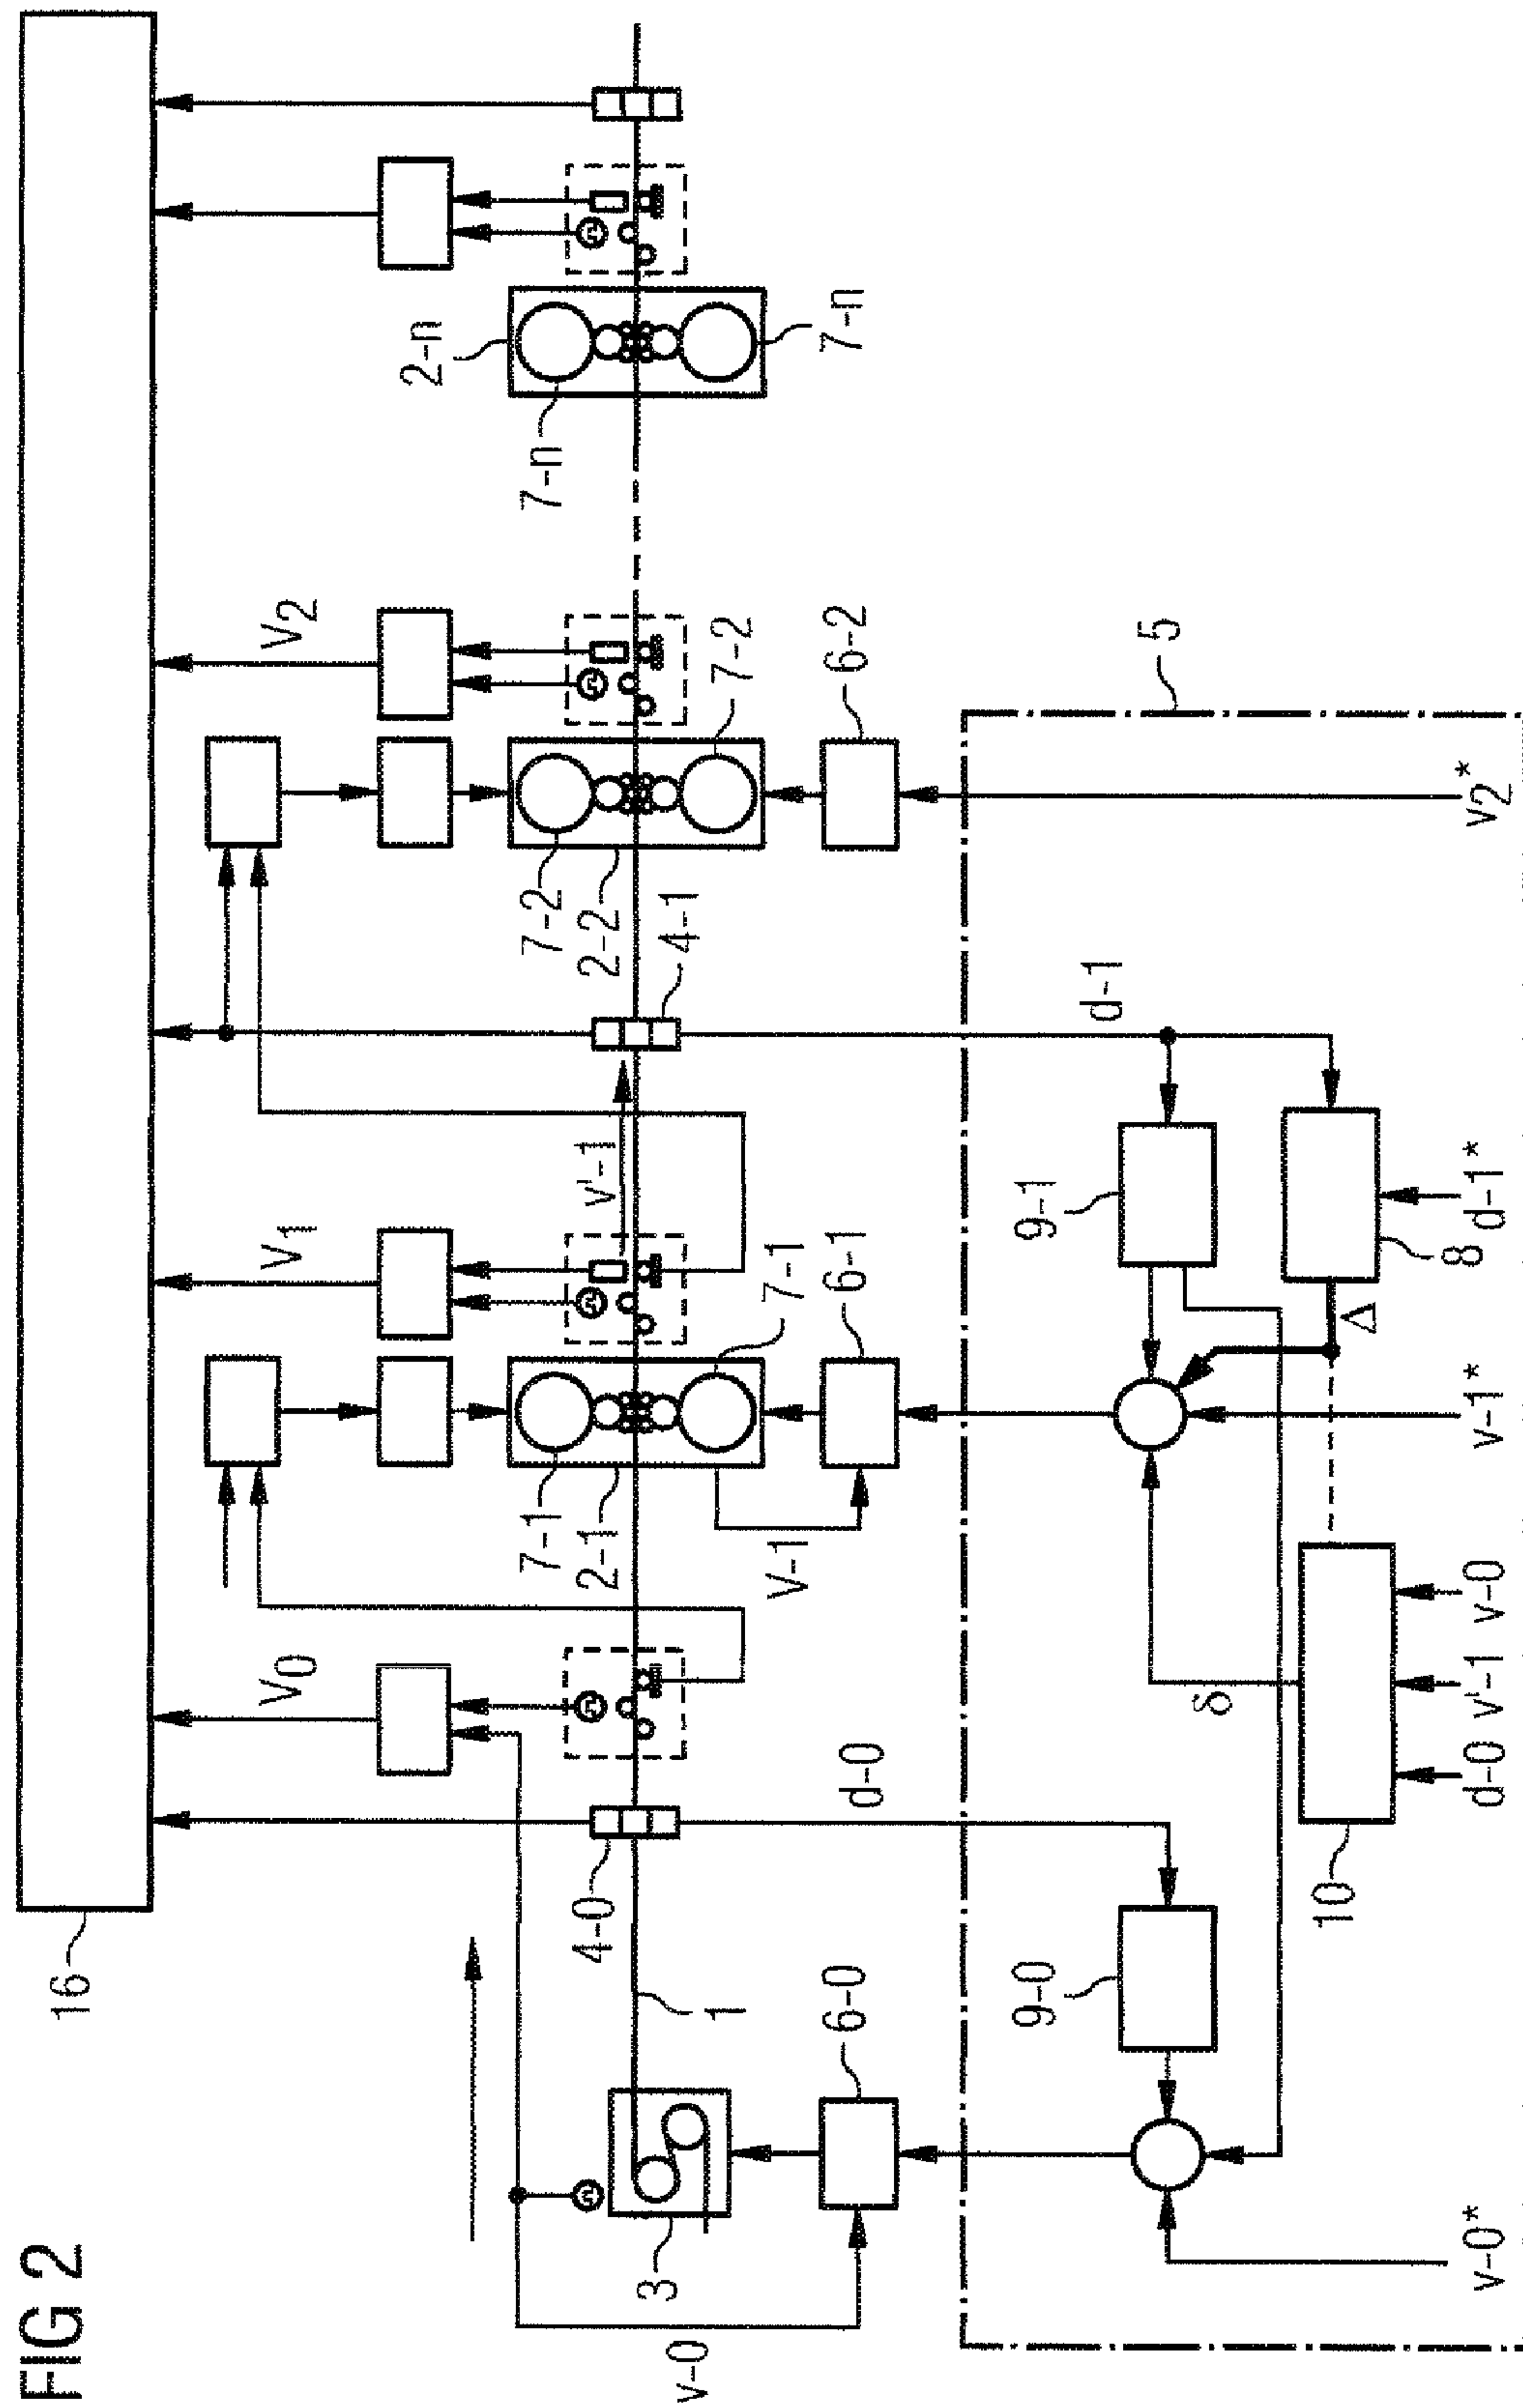 FIG 2
16
V0
V1
V2
v-0
3
1
4-0
d-0
6-0
7-1
2-1
V-1
7-1
6-1
v'-1
7-2
2-2
4-1
7-2
6-2
7-n
2-n
7-n
d-1
5
9-0
9-1
8
Δ
δ
10
v-0*
d-0
v'-1
v-0
v-1*
d-1*
v2*